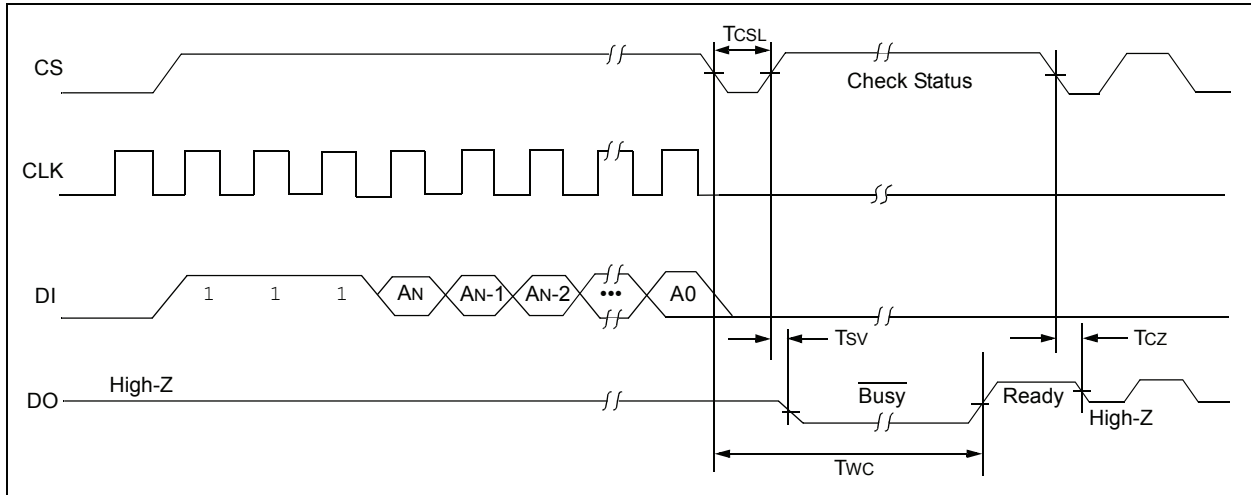 TCSL
CS
Check Status
CLK
DI
1 1 1 AN AN-1 AN-2 ••• A0
TSV
TCZ
DO
High-Z
Busy
Ready
High-Z
TWC